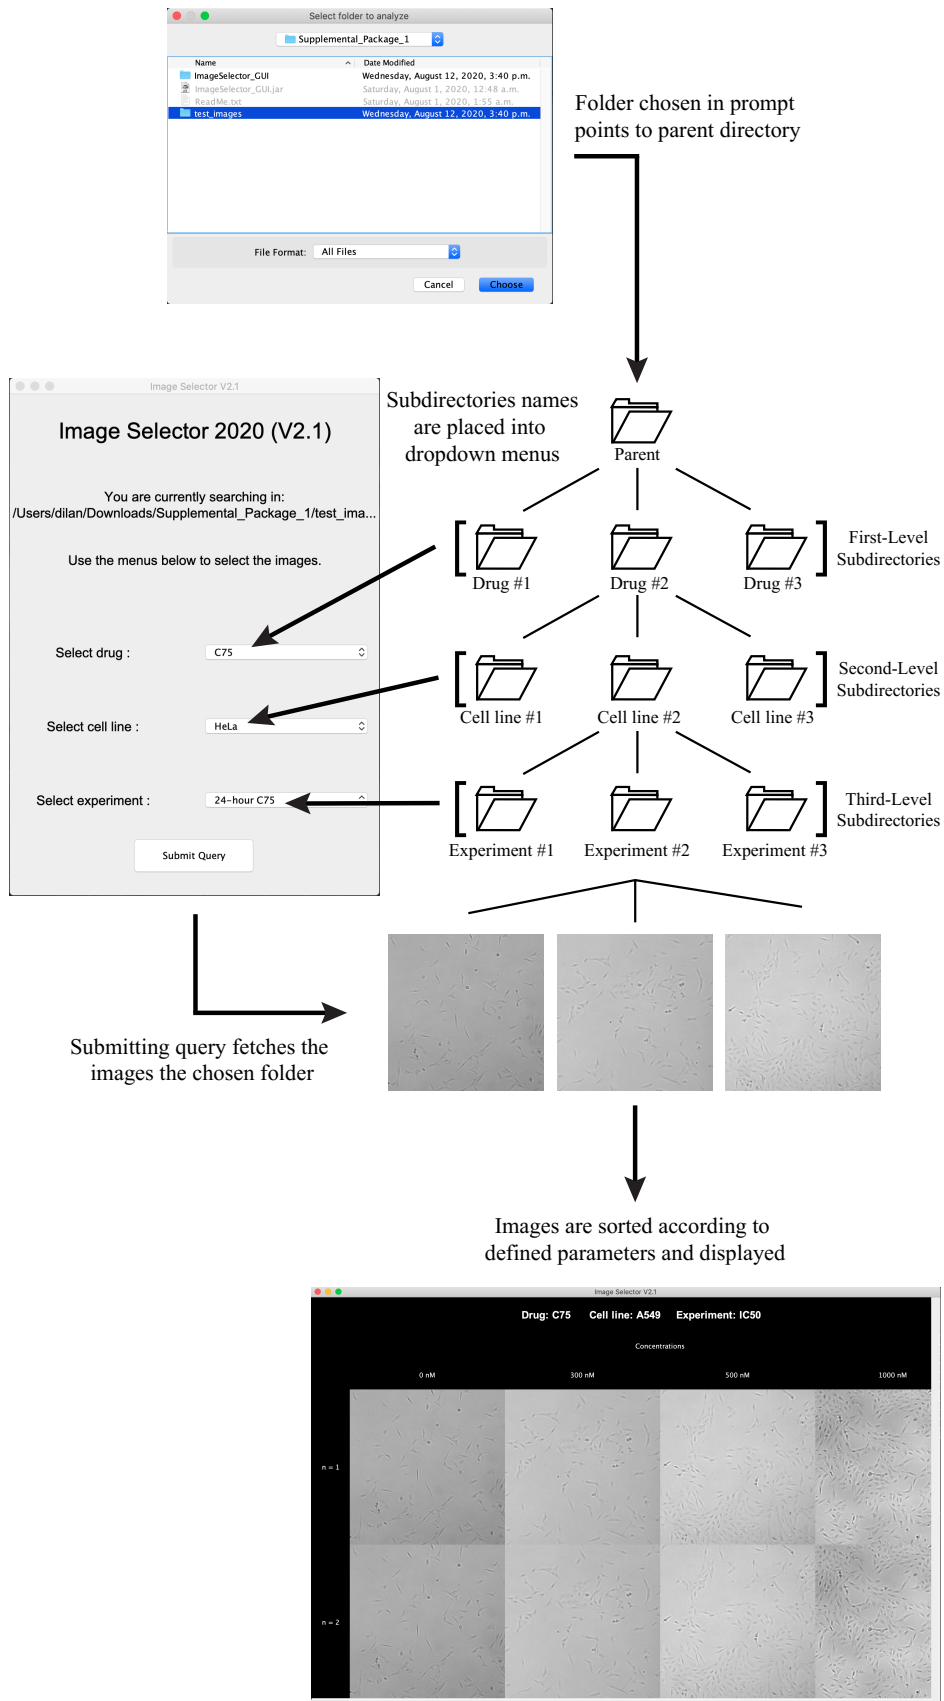 Select folder to analyze
Supplemental_Package_1
Name Date Modified
ImageSelector_GUI Wednesday, August 12, 2020, 3:40 p.m.
ImageSelector_GUI.jar Saturday, August 1, 2020, 12:48 a.m.
ReadMe.txt Saturday, August 1, 2020, 1:55 a.m.
test_images Wednesday, August 12, 2020, 3:40 p.m.
File Format: All Files
Cancel Choose
Folder chosen in prompt
points to parent directory
Image Selector V2.1
Image Selector 2020 (V2.1)
You are currently searching in:
/Users/dilan/Downloads/Supplemental_Package_1/test_ima...
Use the menus below to select the images.
Select drug : C75
Select cell line : HeLa
Select experiment : 24-hour C75
Submit Query
Subdirectories names
are placed into
dropdown menus
Parent
Drug #1 Drug #2 Drug #3
First-Level
Subdirectories
Cell line #1 Cell line #2 Cell line #3
Second-Level
Subdirectories
Experiment #1 Experiment #2 Experiment #3
Third-Level
Subdirectories
Submitting query fetches the
images the chosen folder
Images are sorted according to
defined parameters and displayed
Image Selector V2.1
Drug: C75 Cell line: A549 Experiment: IC50
Concentrations
0 nM 300 nM 500 nM 1000 nM
n = 1
n = 2